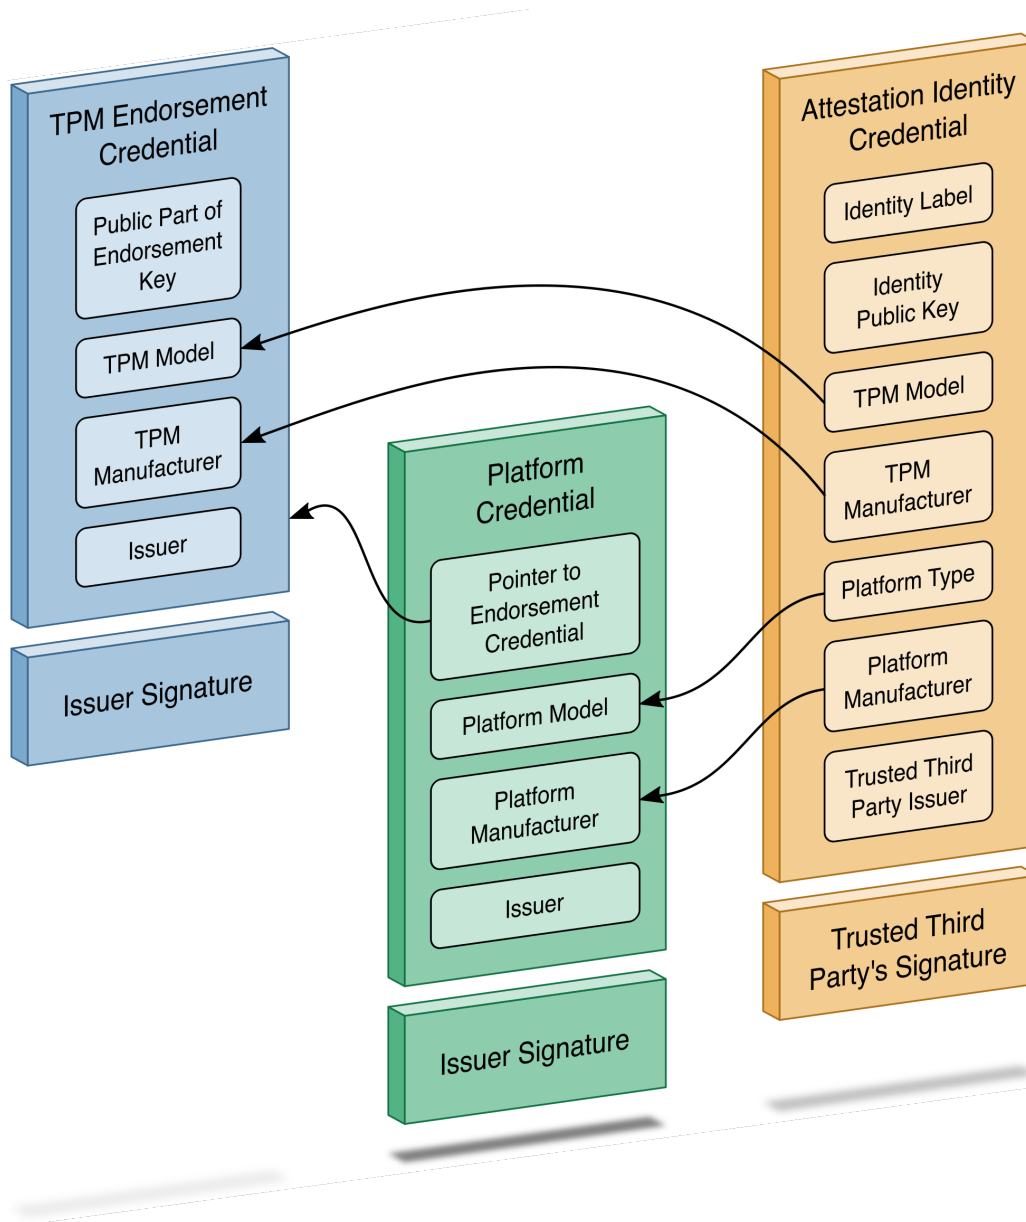 TPM Endorsement
Credential
Public Part of
Endorsement
Key
TPM Model
TPM
Manufacturer
Issuer
Issuer Signature
Platform
Credential
Pointer to
Endorsement
Credential
Platform Model
Platform
Manufacturer
Issuer
Issuer Signature
Attestation Identity
Credential
Identity Label
Identity
Public Key
TPM Model
TPM
Manufacturer
Platform Type
Platform
Manufacturer
Trusted Third
Party Issuer
Trusted Third
Party's Signature